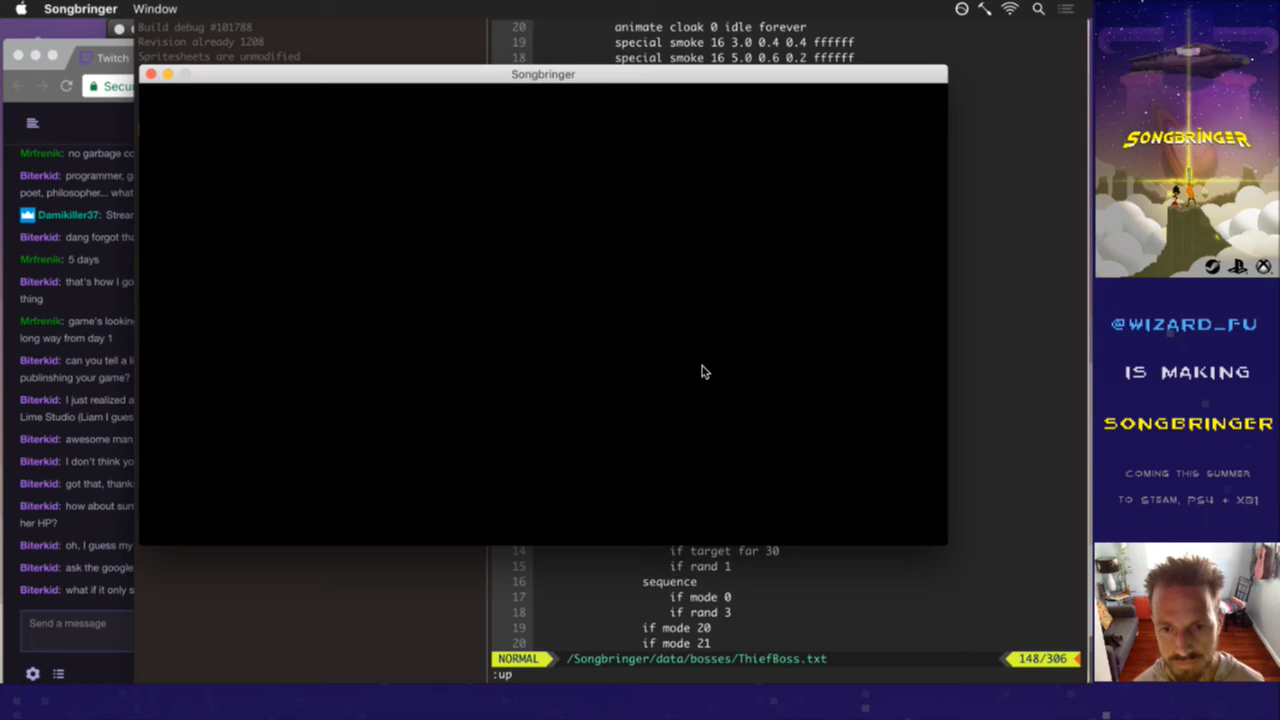 Songbringer Window
Build debug #101788
Revision already 1208
Spritesheets are unmodified
20 animate cloak 0 idle forever
19 special smoke 16 3.0 0.4 0.4 ffffff
18 special smoke 16 5.0 0.6 0.2 ffffff
Twitch
Secu
Songbringer
Mrfrenik: no garbage co
Biterkid: programmer, g
poet, philosopher... what
Damikiller37: Strear
Biterkid: dang forgot tha
Mrfrenik: 5 days
Biterkid: that's how I go
thing
Mrfrenik: game's lookin
long way from day 1
Biterkid: can you tell a li
publinshing your game?
Biterkid: I just realized a
Lime Studio (Liam I gues
Biterkid: awesome man
Biterkid: I don't think yo
Biterkid: got that, thank
Biterkid: how about sun
her HP?
Biterkid: oh, I guess my
Biterkid: ask the google
Biterkid: what if it only s
Send a message
14 if target far 30
15 if rand 1
16 sequence
17 if mode 0
18 if rand 3
19 if mode 20
20 if mode 21
NORMAL /Songbringer/data/bosses/ThiefBoss.txt 148/306
:up
SONGBRINGER
@WIZARD_FU
IS MAKING
SONGBRINGER
COMING THIS SUMMER
TO STEAM, PS4 + XB1